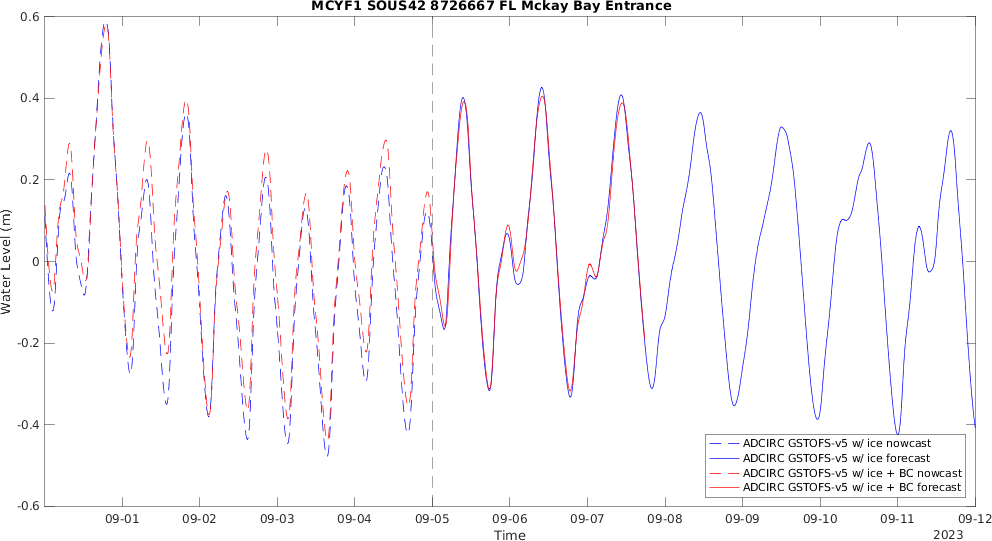 MCYF1 SOUS42 8726667 FL Mckay Bay Entrance
0.6
0.4
0.2
0
-0.2
-0.4
-0.6
Water Level (m)
09-01 09-02 09-03 09-04 09-05 09-06 09-07 09-08 09-09 09-10 09-11 09-12
Time
2023
ADCIRC GSTOFS-v5 w/ ice nowcast
ADCIRC GSTOFS-v5 w/ ice forecast
ADCIRC GSTOFS-v5 w/ ice + BC nowcast
ADCIRC GSTOFS-v5 w/ ice + BC forecast